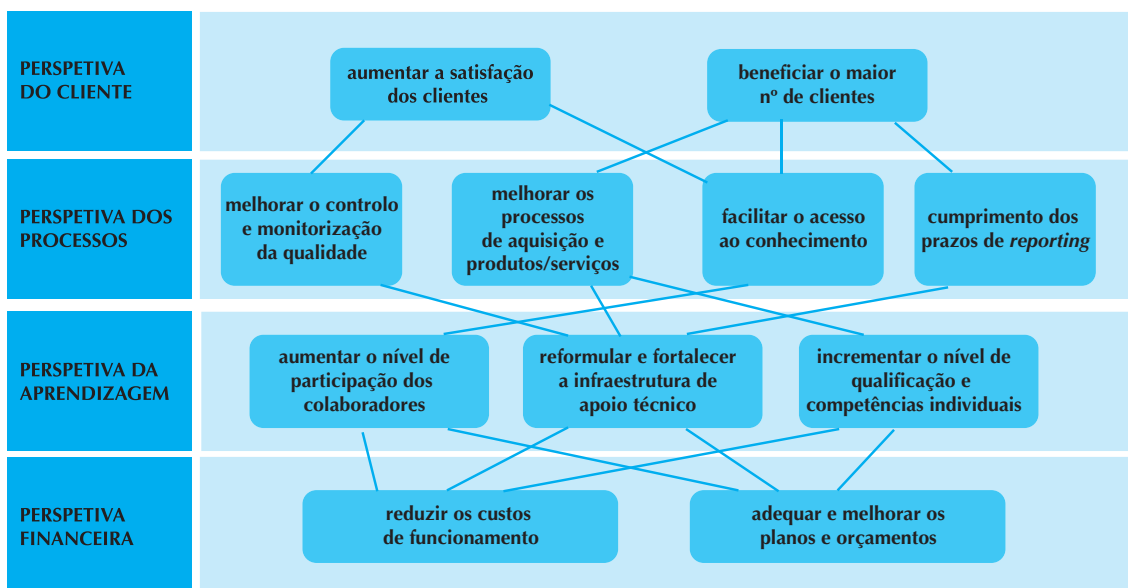 PERSPETIVA
DO CLIENTE
aumentar a satisfação
dos clientes
beneficiar o maior
nº de clientes
PERSPETIVA DOS
PROCESSOS
melhorar o controlo
e monitorização
da qualidade
melhorar os
processos
de aquisição e
produtos/serviços
facilitar o acesso
ao conhecimento
cumprimento dos
prazos de reporting
PERSPETIVA DA
APRENDIZAGEM
aumentar o nível de
participação dos
colaboradores
reformular e fortalecer
a infraestrutura de
apoio técnico
incrementar o nível de
qualificação e
competências individuais
PERSPETIVA
FINANCEIRA
reduzir os custos
de funcionamento
adequar e melhorar os
planos e orçamentos